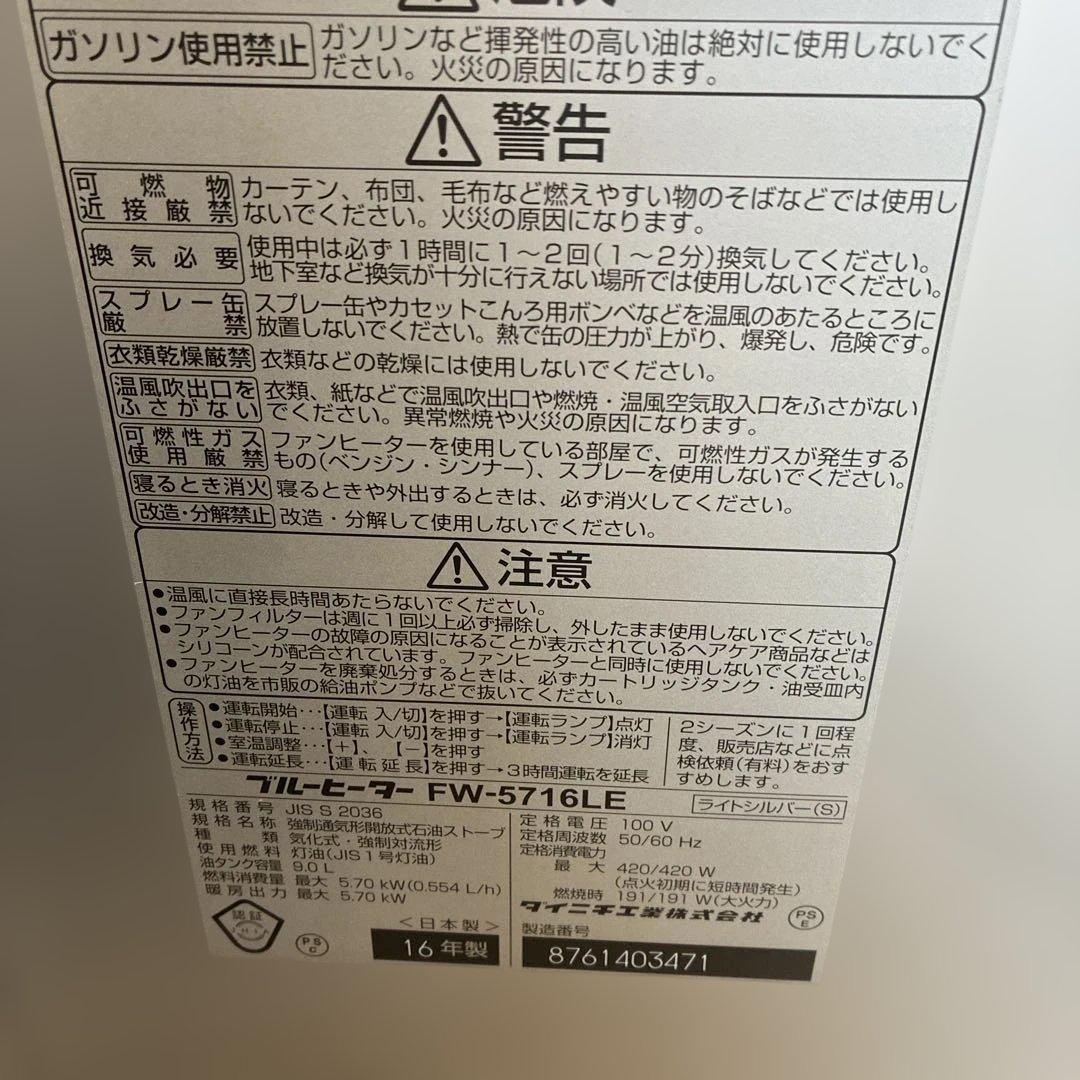 危険
ガソリン使用禁止
ガソリンなど揮発性の高い油は絶対に使用しないでく
ださい。火災の原因になります。
警告
可燃物
近接厳禁
カーテン、布団、毛布など燃えやすい物のそばなどでは使用し
ないでください。火災の原因になります。
換気必要
使用中は必ず1時間に1~2回(1~2分)換気してください。
地下室など換気が十分に行えない場所では使用しないでください。
スプレー缶
厳禁
スプレー缶やカセットこんろ用ボンベなどを温風のあたるところに
放置しないでください。熱で缶の圧力が上がり、爆発し、危険です。
衣類乾燥厳禁
衣類などの乾燥には使用しないでください。
温風吹出口を
ふさがない
衣類、紙などで温風吹出口や燃焼・温風空気取入口をふさがない
でください。異常燃焼や火災の原因になります。
可燃性ガス
使用厳禁
ファンヒーターを使用している部屋で、可燃性ガスが発生する
もの(ベンジン・シンナー)、スプレーを使用しないでください。
寝るとき消火
寝るときや外出するときは、必ず消火してください。
改造・分解禁止
改造・分解して使用しないでください。
注意
●温風に直接長時間あたらないでください。
●ファンフィルターは週に1回以上必ず掃除し、外したまま使用しないでください。
●ファンヒーターの故障の原因になることが表示されているヘアケア商品などは
シリコーンが配合されています。ファンヒーターと同時に使用しないでください。
●ファンヒーターを廃棄処分するときは、必ずカートリッジタンク・油受皿内
の灯油を市販の給油ポンプなどで抜いてください。
操作方法
●運転開始…【運転 入/切】を押す→【運転ランプ】点灯
●運転停止…【運転 入/切】を押す→【運転ランプ】消灯
●室温調整…【+】、【−】を押す
●運転延長…【運転延長】を押す→3時間運転を延長
2シーズンに1回程
度、販売店などに点
検依頼(有料)をおす
すめします。
ブルーヒーター FW-5716LE
ライトシルバー(S)
規格番号 JIS S 2036
規格名称 強制通気形開放式石油ストーブ
種類 気化式・強制対流形
使用燃料 灯油(JIS1号灯油)
油タンク容量 9.0 L
燃料消費量 最大 5.70 kW(0.554 L/h)
暖房出力 最大 5.70 kW
定格電圧 100 V
定格周波数 50/60 Hz
定格消費電力
最大 420/420 W
(点火初期に短時間発生)
燃焼時 191/191 W(大火力)
ダイニチ工業株式会社
PS
E
認証
JHIA
PS
C
<日本製>
16年製
製造番号
8761403471